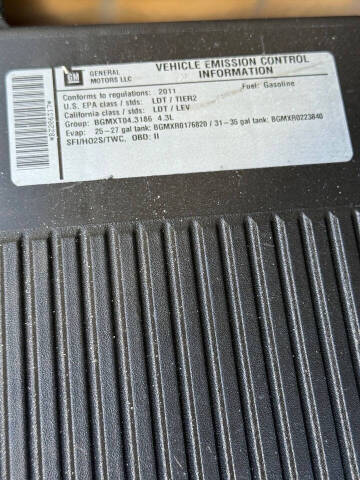 GM
GENERAL
MOTORS LLC
VEHICLE EMISSION CONTROL
INFORMATION
Conforms to regulations: 2011 Fuel: Gasoline
U.S. EPA class / stds: LDT / TIER2
California class / stds: LDT / LEV
Group: BGMXT04.3186 4.3L
Evap: 25-27 gal tank: BGMXR0176820 / 31-35 gal tank: BGMXR0223840
SFI/HO2S/TWC, OBD: II